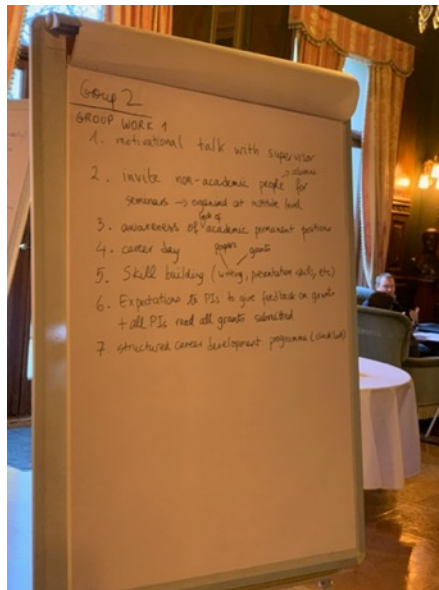 Group 2
GROUP WORK 1
1. motivational talk with supervisor
2. invite non-academic people for
→ alumni
seminars → organised at institute level
3. awareness of lack of academic permanent positions
4. career day
papers grants
5. Skill building (writing, presentation skills, etc)
6. Expectations to PIs to give feedback on grants
+ all PIs read all grants submitted
7. structured career development programme (checklist)